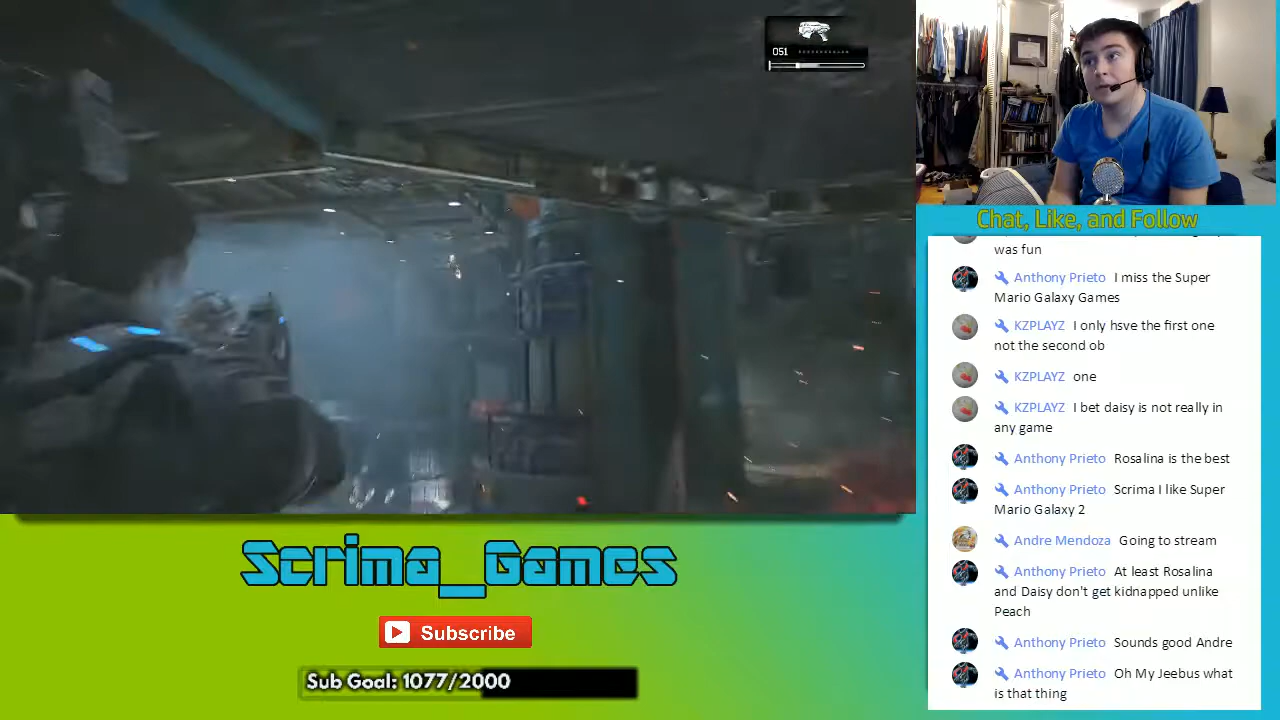 051
Chat, Like, and Follow
was fun
Anthony Prieto I miss the Super
Mario Galaxy Games
KZPLAYZ I only hsve the first one
not the second ob
KZPLAYZ one
KZPLAYZ I bet daisy is not really in
any game
Anthony Prieto Rosalina is the best
Anthony Prieto Scrima I like Super
Mario Galaxy 2
Andre Mendoza Going to stream
Anthony Prieto At least Rosalina
and Daisy don't get kidnapped unlike
Peach
Anthony Prieto Sounds good Andre
Anthony Prieto Oh My Jeebus what
is that thing
Scrima_Games
Subscribe
Sub Goal: 1077/2000